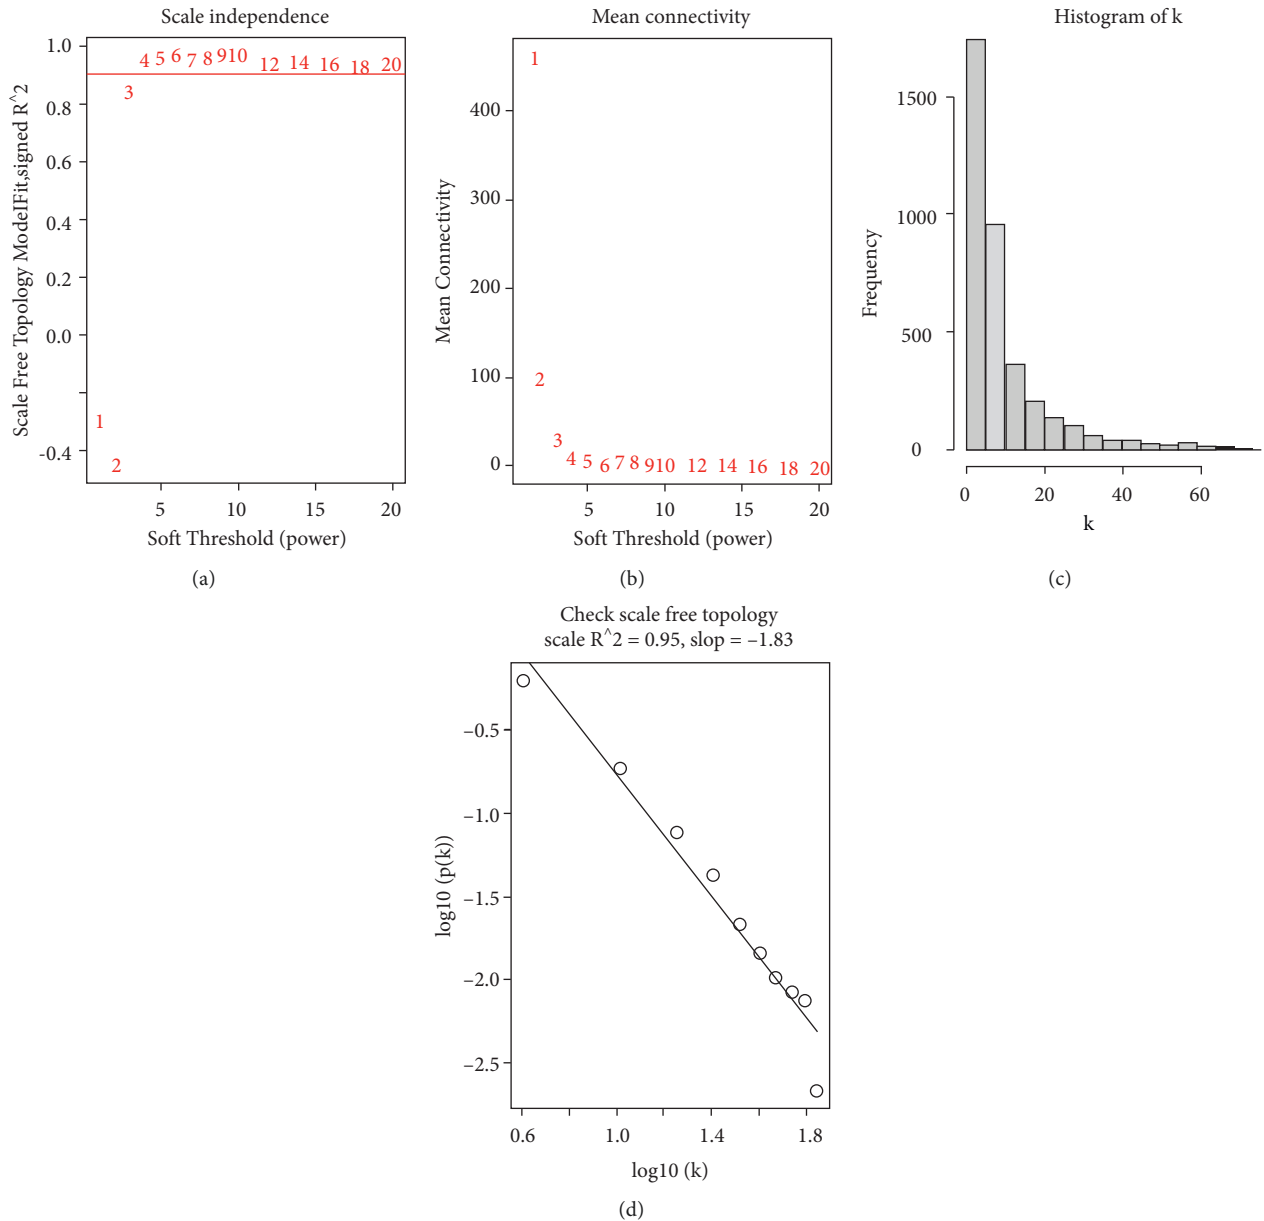 Scale independence
Scale Free Topology ModelFit,signed R^2
1.0
0.8
0.6
0.4
0.2
0.0
-0.4
1
2
3
4 5 6 7 8 910 12 14 16 18 20
5 10 15 20
Soft Threshold (power)
(a)
Mean connectivity
Mean Connectivity
400
300
200
100
0
1
2
3
4 5 6 7 8 910 12 14 16 18 20
5 10 15 20
Soft Threshold (power)
(b)
Histogram of k
Frequency
1500
1000
500
0
0 20 40 60
k
(c)
Check scale free topology
scale R^2 = 0.95, slop = –1.83
log10 (p(k))
–0.5
–1.0
–1.5
–2.0
–2.5
0.6 1.0 1.4 1.8
log10 (k)
(d)